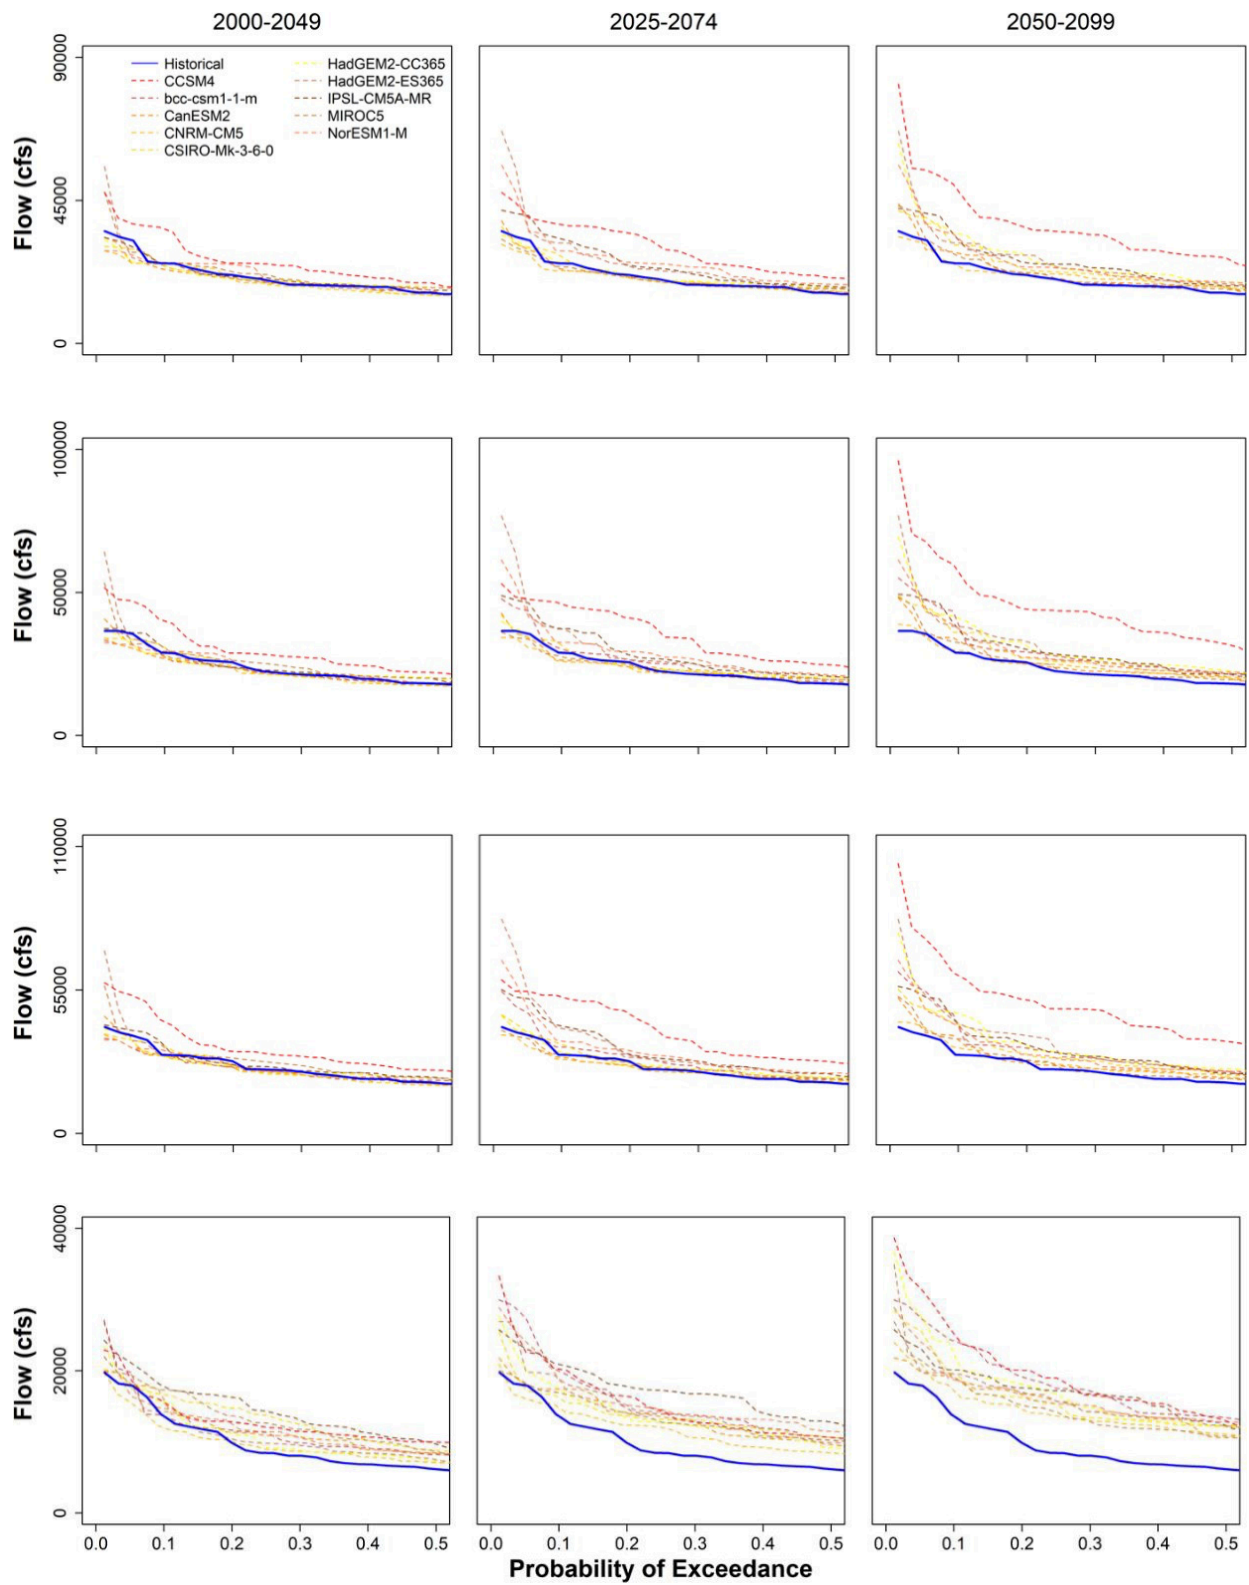 2000-2049 2025-2074 2050-2099
Flow (cfs)
90000
45000
0
Historical
CCSM4
bcc-csm1-1-m
CanESM2
CNRM-CM5
CSIRO-Mk-3-6-0
HadGEM2-CC365
HadGEM2-ES365
IPSL-CM5A-MR
MIROC5
NorESM1-M
Flow (cfs)
100000
50000
0
Flow (cfs)
110000
55000
0
Flow (cfs)
40000
20000
0
0.0 0.1 0.2 0.3 0.4 0.5 0.0 0.1 0.2 0.3 0.4 0.5 0.0 0.1 0.2 0.3 0.4 0.5
Probability of Exceedance